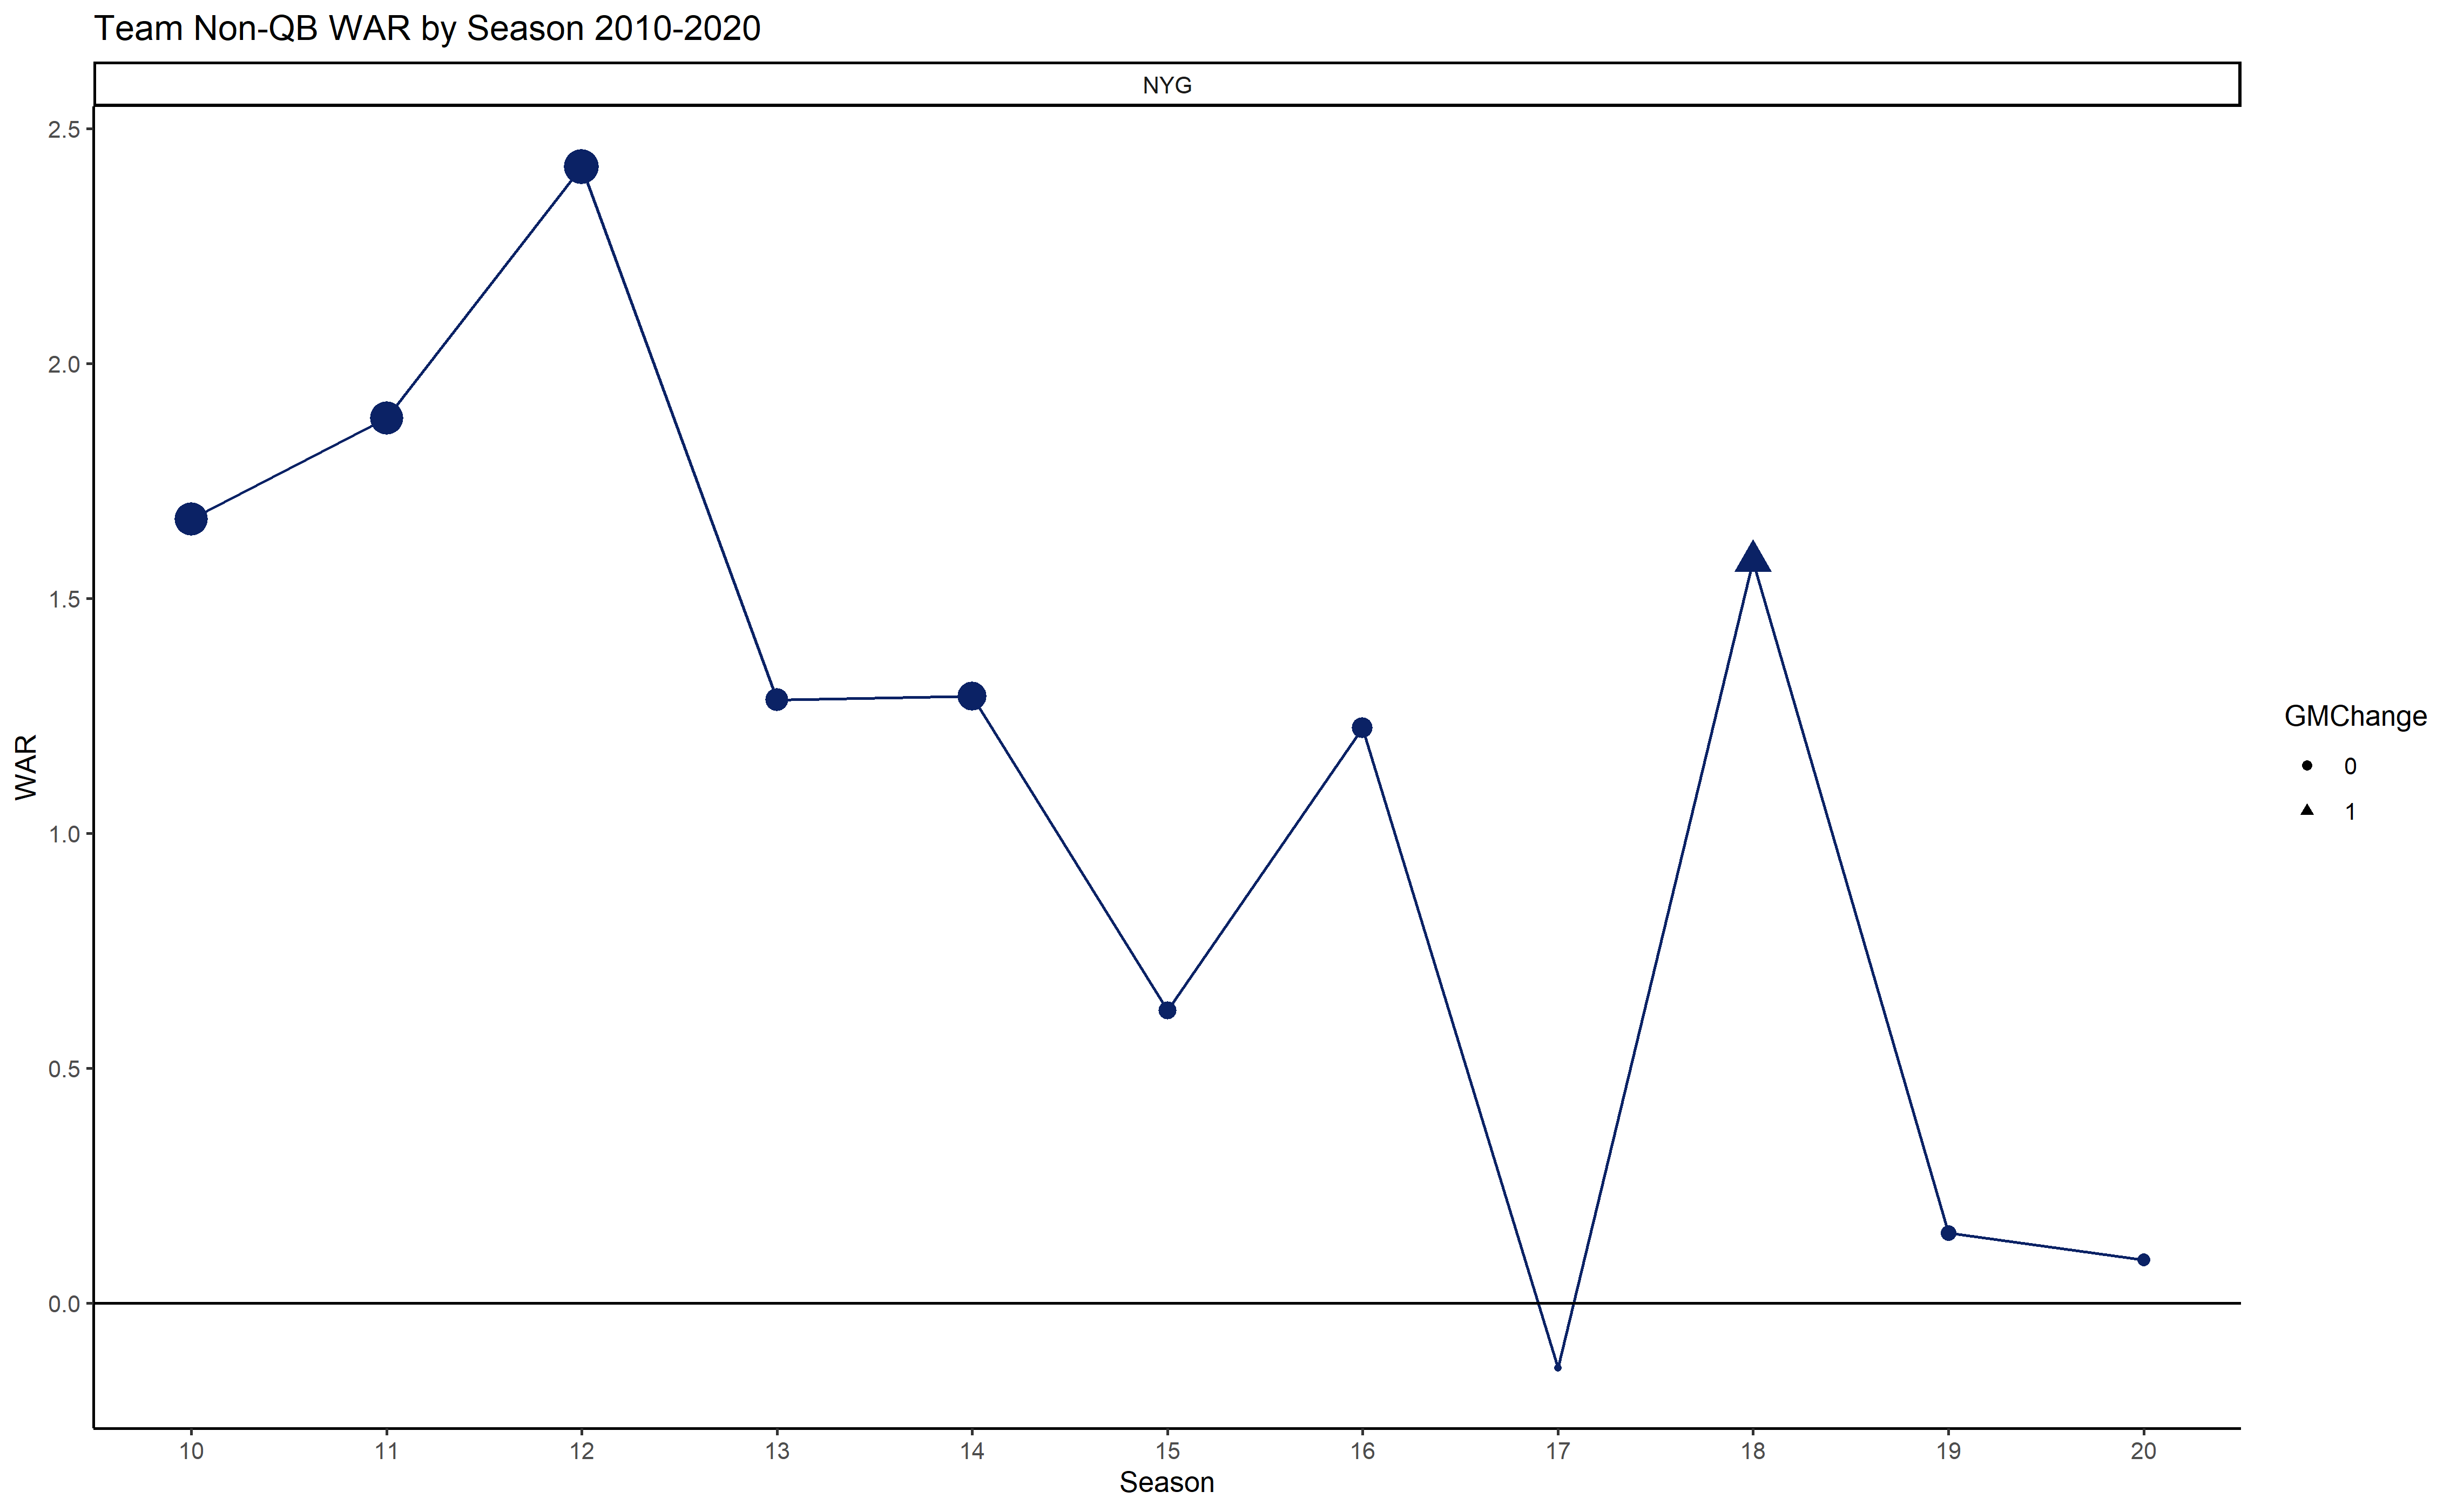 Team Non-QB WAR by Season 2010-2020
NYG
2.5
2.0
1.5
1.0
0.5
0.0
WAR
10 11 12 13 14 15 16 17 18 19 20
Season
GMChange
0
1